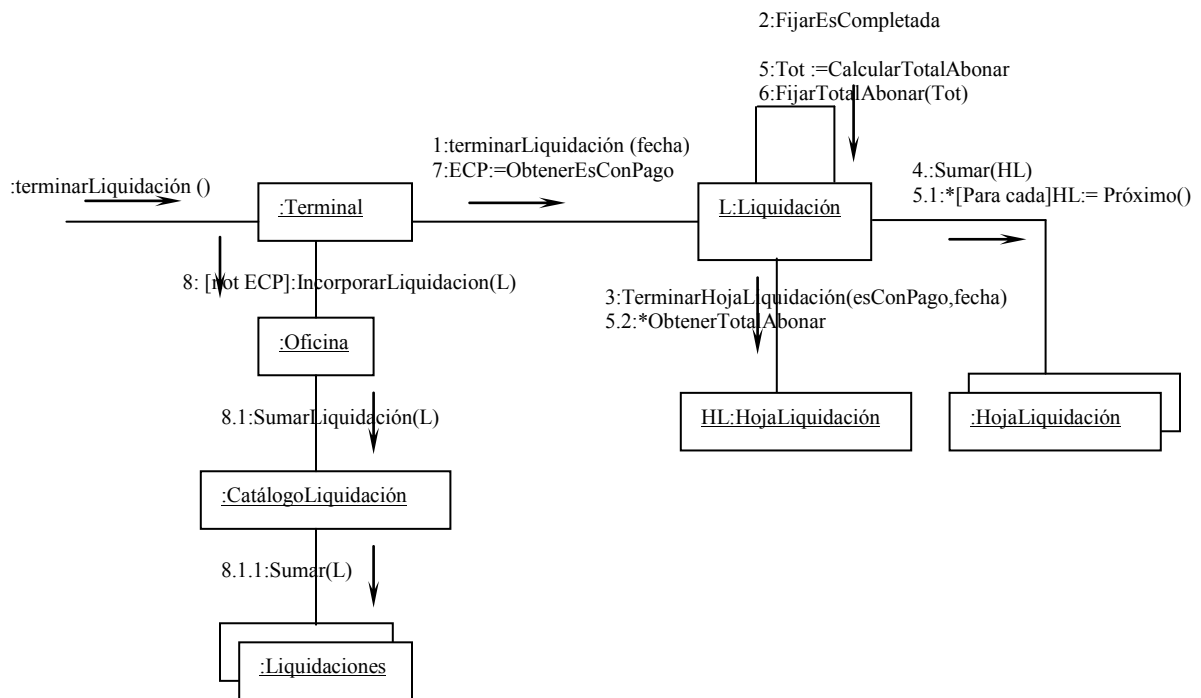 2:FijarEsCompletada
5:Tot :=CalcularTotalAbonar
6:FijarTotalAbonar(Tot)
1:terminarLiquidación (fecha)
7:ECP:=ObtenerEsConPago
:terminarLiquidación ()
4.:Sumar(HL)
5.1:*[Para cada]HL:= Próximo()
:Terminal
L:Liquidación
8: [not ECP]:IncorporarLiquidacion(L)
3:TerminarHojaLiquidación(esConPago,fecha)
5.2:*ObtenerTotalAbonar
:Oficina
8.1:SumarLiquidación(L)
HL:HojaLiquidación
:HojaLiquidación
:CatálogoLiquidación
8.1.1:Sumar(L)
:Liquidaciones